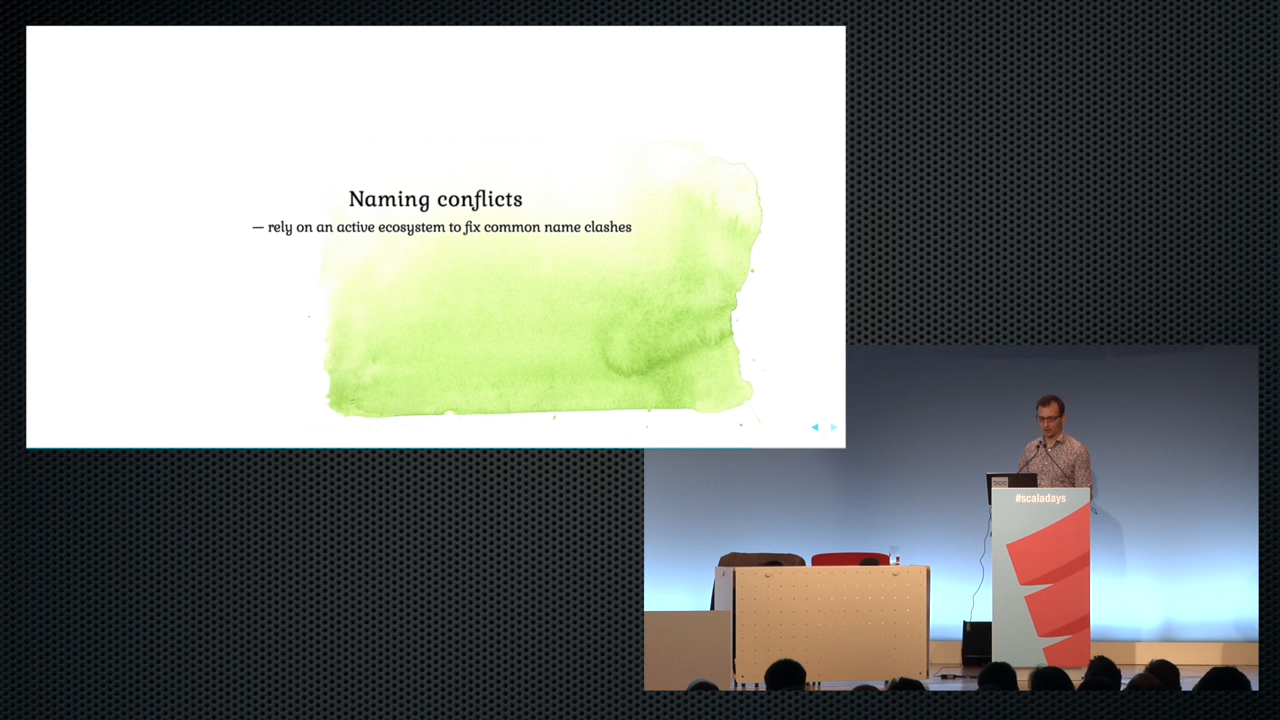 Naming conflicts
— rely on an active ecosystem to fix common name clashes
#scaladays